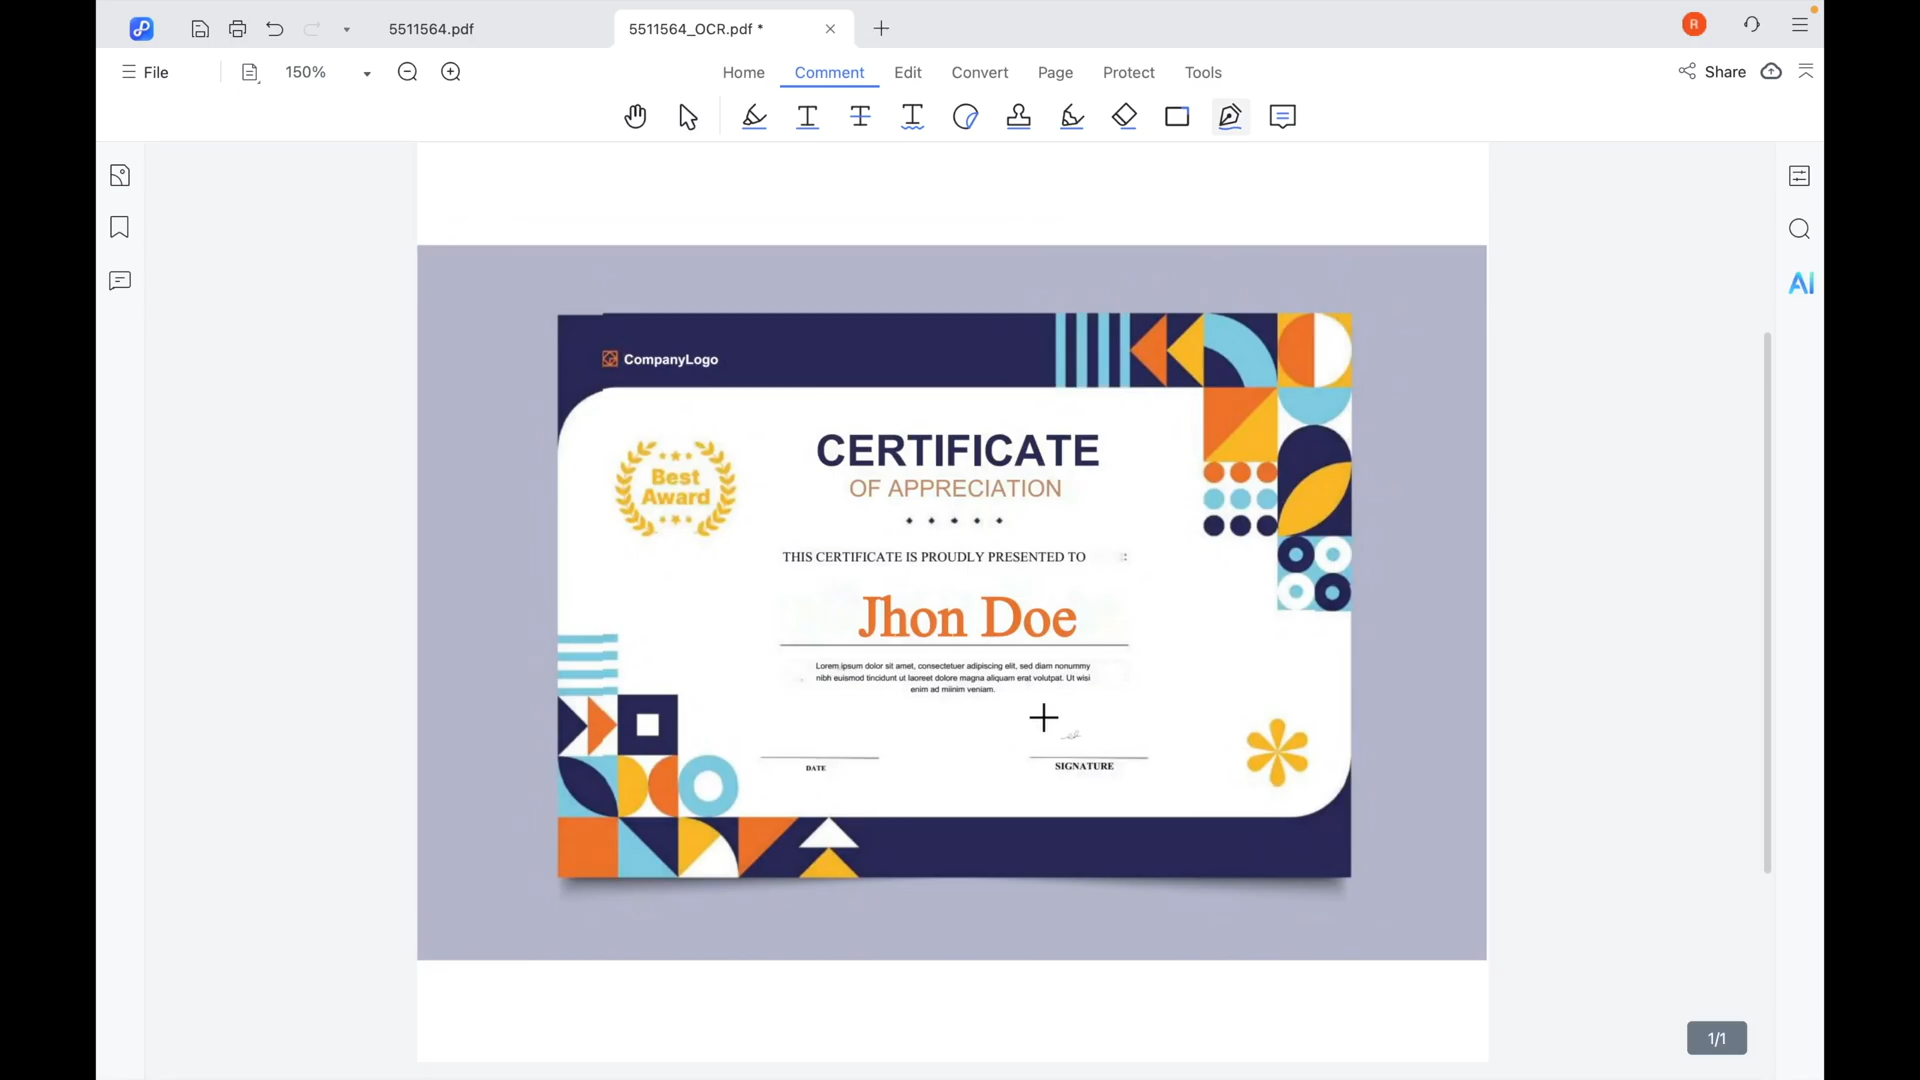 5511564.pdf
5511564_OCR.pdf *
R
File
150%
Home
Comment
Edit
Convert
Page
Protect
Tools
Share
AI
CompanyLogo
Best
Award
CERTIFICATE
OF APPRECIATION
THIS CERTIFICATE IS PROUDLY PRESENTED TO :
Jhon Doe
Lorem ipsum dolor sit amet, consectetuer adipiscing elit, sed diam nonummy
nibh euismod tincidunt ut laoreet dolore magna aliquam erat volutpat. Ut wisi
enim ad miinim veniam.
DATE
SIGNATURE
1/1